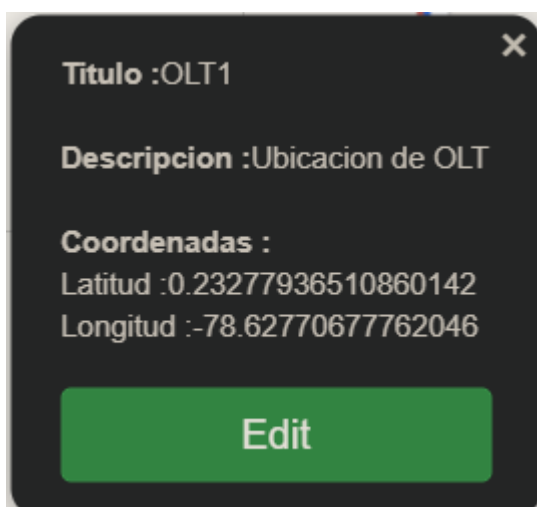 ×
Titulo :OLT1
Descripcion :Ubicacion de OLT
Coordenadas :
Latitud :0.23277936510860142
Longitud :-78.62770677762046
Edit